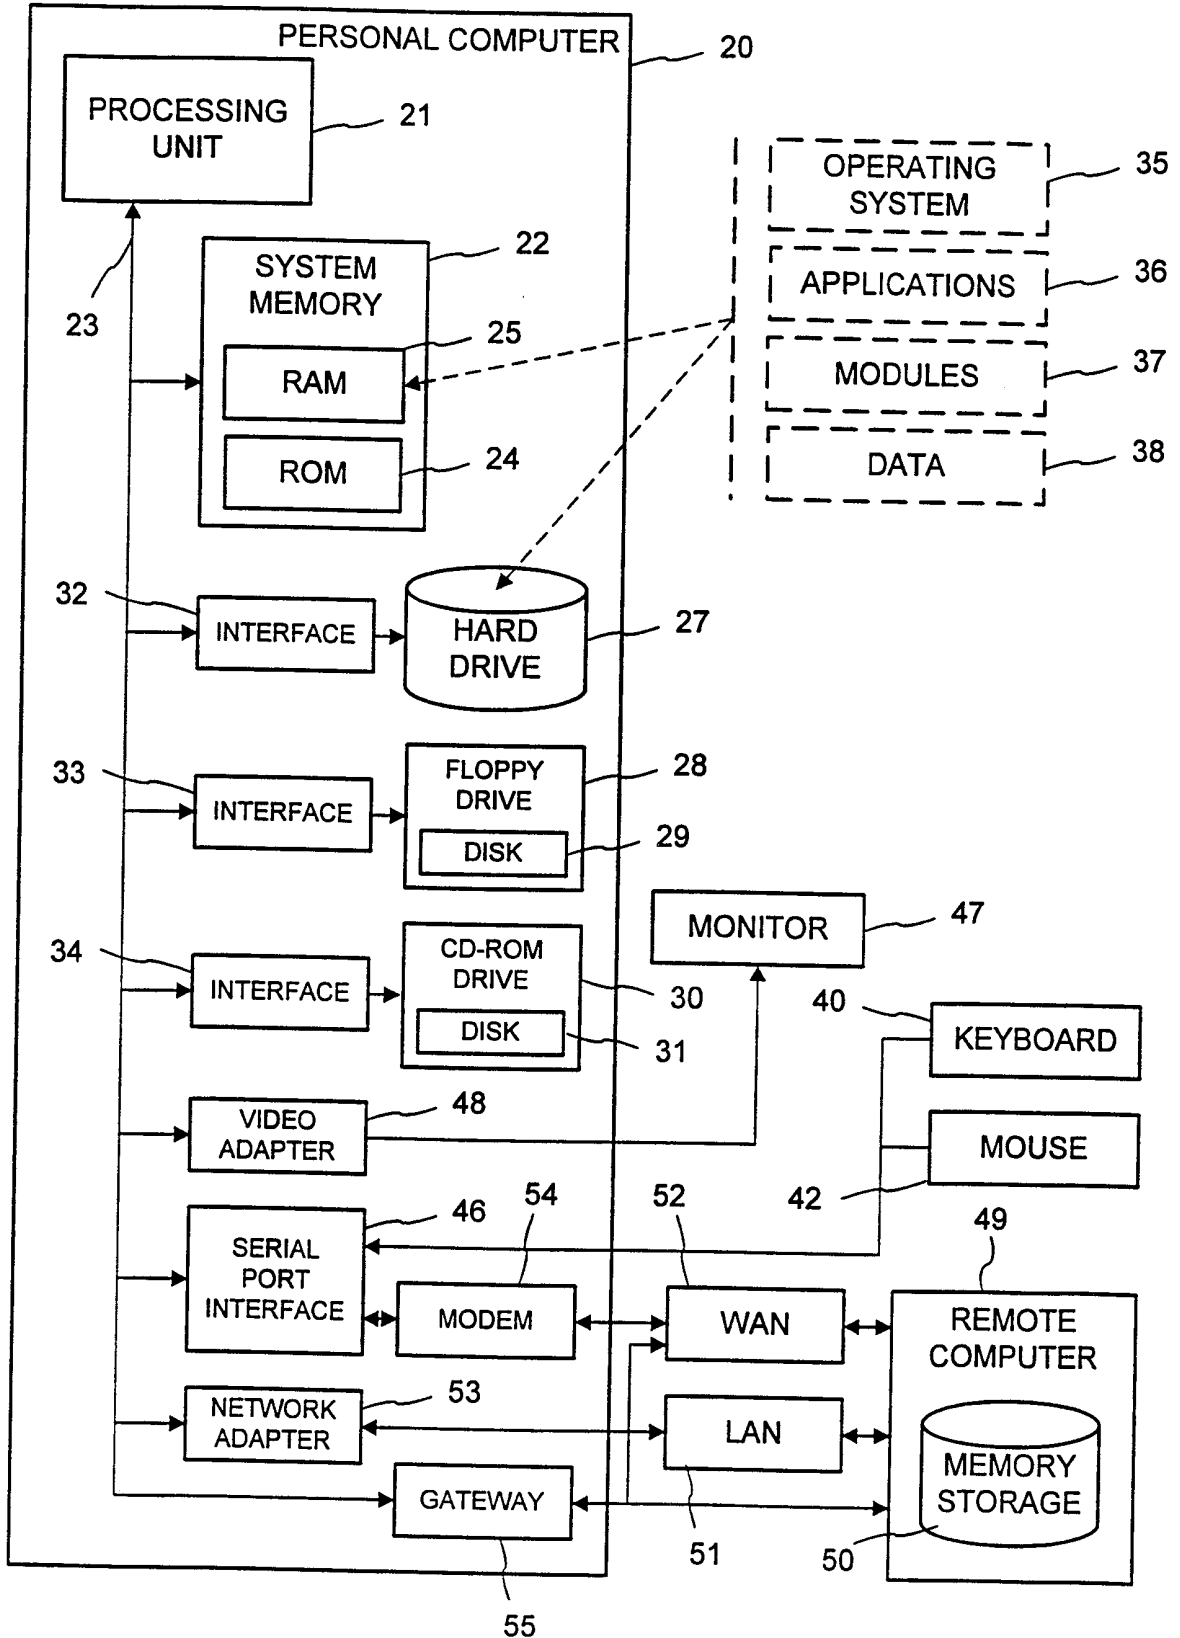 PERSONAL COMPUTER
20
PROCESSING
UNIT
21
23
SYSTEM
MEMORY
22
25
RAM
ROM
24
OPERATING
SYSTEM
35
APPLICATIONS
36
MODULES
37
DATA
38
32
INTERFACE
HARD
DRIVE
27
33
INTERFACE
FLOPPY
DRIVE
28
DISK
29
34
INTERFACE
CD-ROM
DRIVE
30
DISK
31
MONITOR
47
40
KEYBOARD
MOUSE
42
VIDEO
ADAPTER
48
SERIAL
PORT
INTERFACE
46
54
MODEM
52
WAN
49
REMOTE
COMPUTER
NETWORK
ADAPTER
53
LAN
51
MEMORY
STORAGE
50
GATEWAY
55